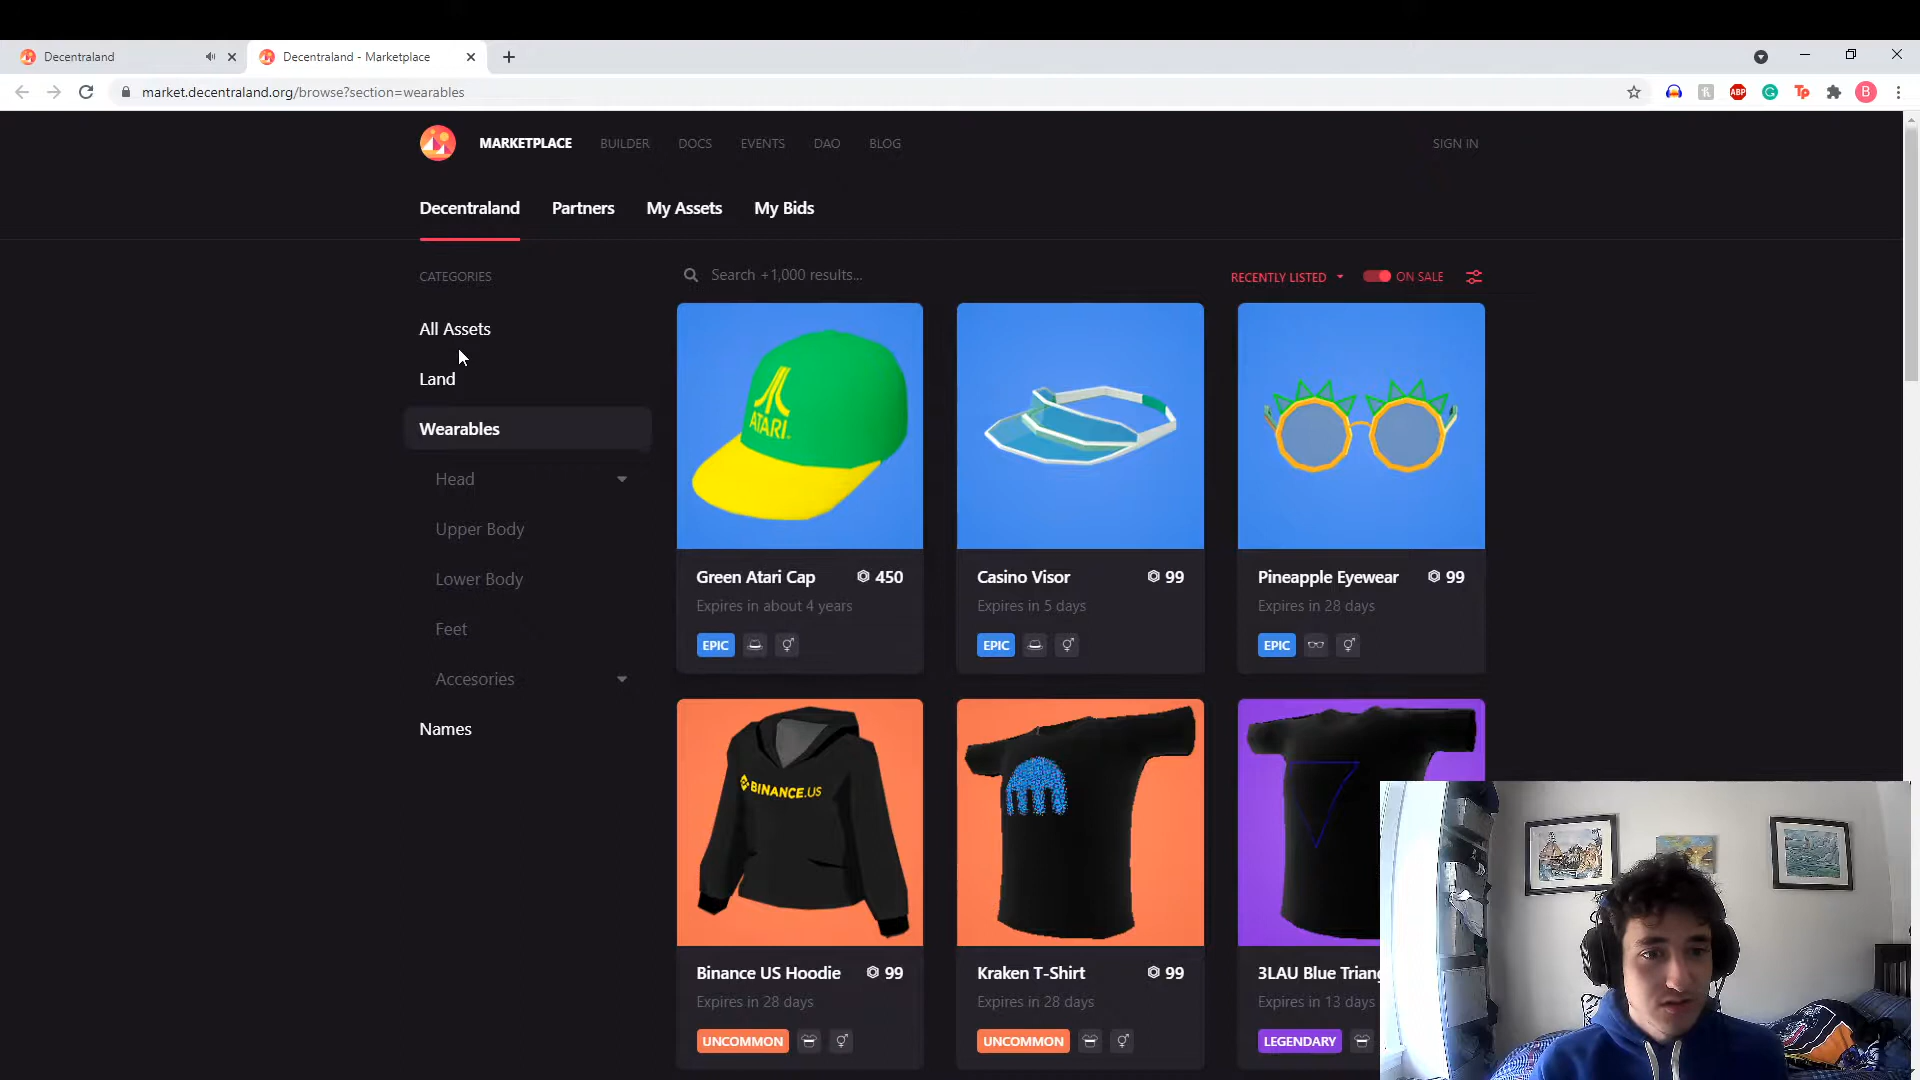 Decentraland
Decentraland - Marketplace
market.decentraland.org/browse?section=wearables
ABP
Tp
B
MARKETPLACE
BUILDER
DOCS
EVENTS
DAO
BLOG
SIGN IN
Decentraland
Partners
My Assets
My Bids
CATEGORIES
Search +1,000 results...
RECENTLY LISTED
ON SALE
All Assets
Land
Wearables
Head
Upper Body
Lower Body
Feet
Accesories
Names
ATARI
Green Atari Cap 450
Expires in about 4 years
EPIC
Casino Visor 99
Expires in 5 days
EPIC
Pineapple Eyewear 99
Expires in 28 days
EPIC
BINANCE.US
Binance US Hoodie 99
Expires in 28 days
UNCOMMON
Kraken T-Shirt 99
Expires in 28 days
UNCOMMON
3LAU Blue
Expires in 13 days
LEGENDARY